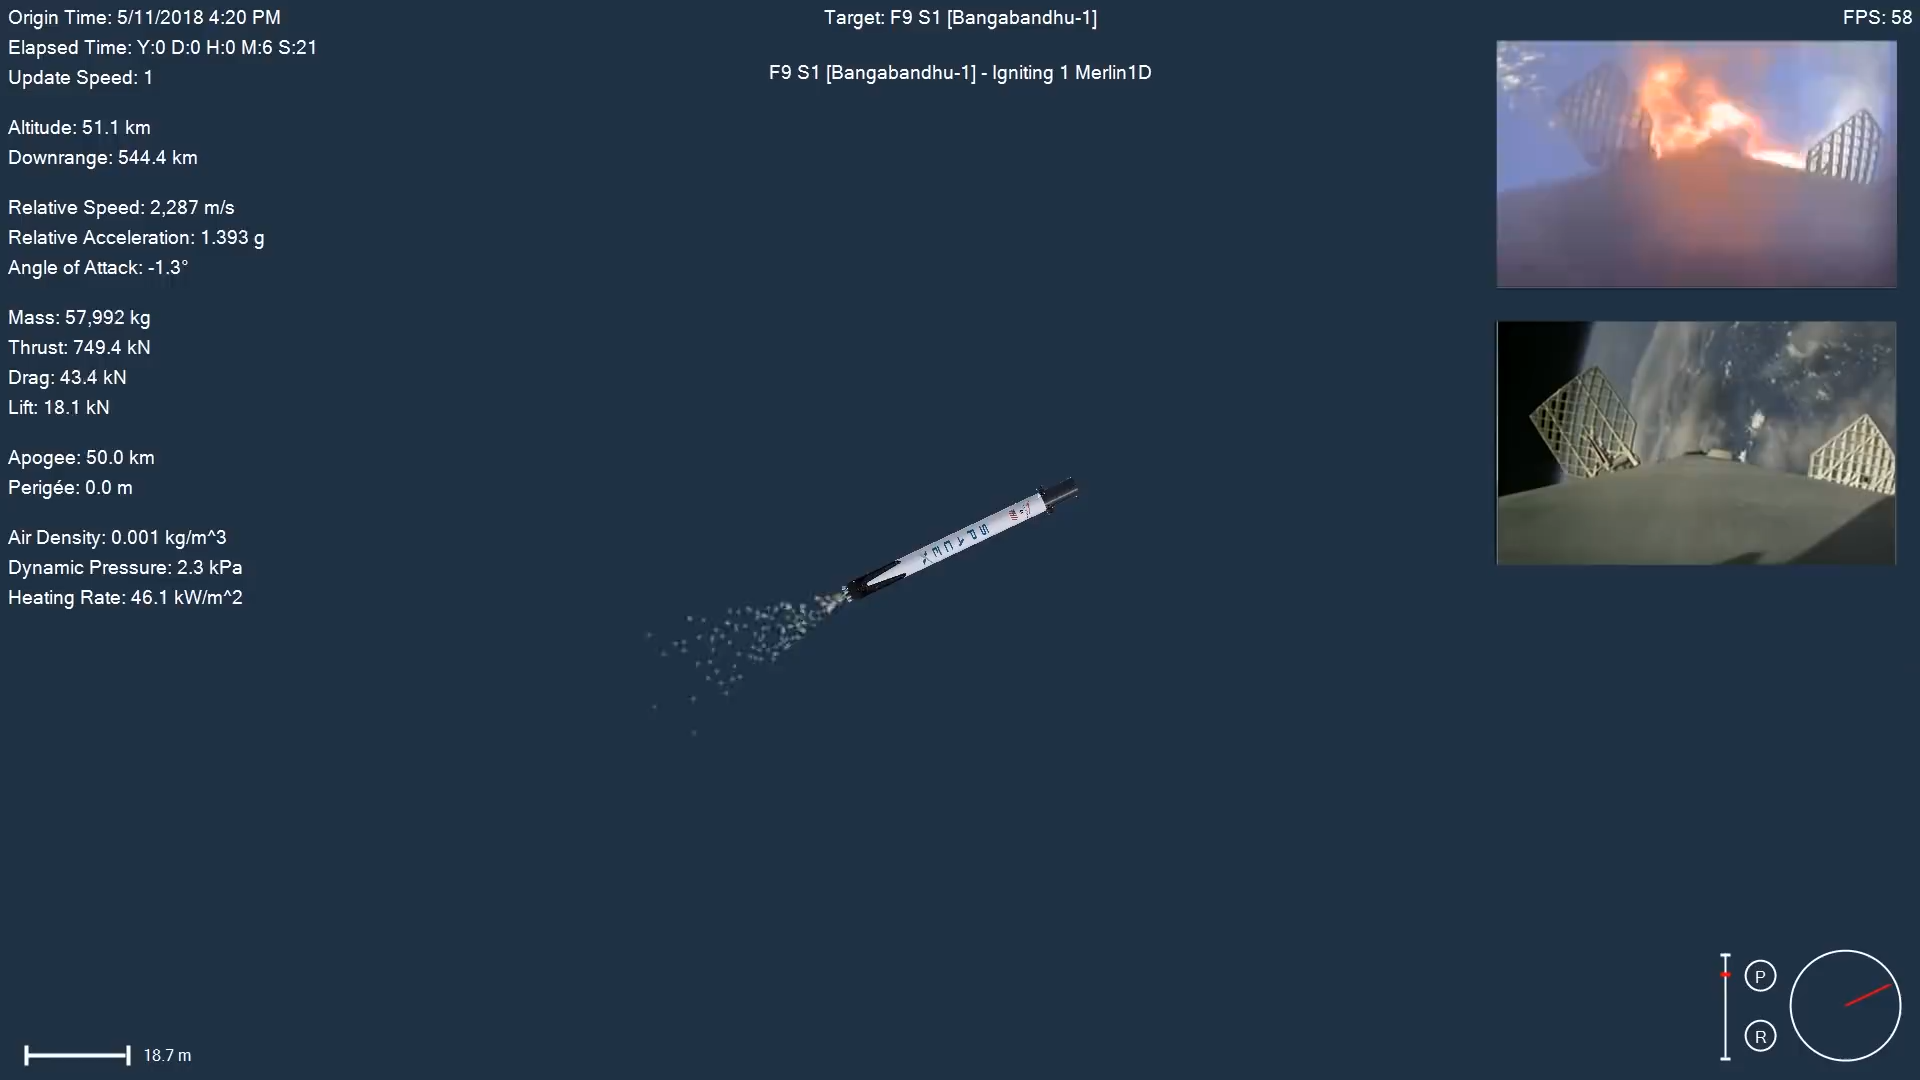 Origin Time: 5/11/2018 4:20 PM
Elapsed Time: Y:0 D:0 H:0 M:6 S:21
Update Speed: 1
Altitude: 51.1 km
Downrange: 544.4 km
Relative Speed: 2,287 m/s
Relative Acceleration: 1.393 g
Angle of Attack: -1.3°
Mass: 57,992 kg
Thrust: 749.4 kN
Drag: 43.4 kN
Lift: 18.1 kN
Apogee: 50.0 km
Perigée: 0.0 m
Air Density: 0.001 kg/m^3
Dynamic Pressure: 2.3 kPa
Heating Rate: 46.1 kW/m^2
Target: F9 S1 [Bangabandhu-1]
F9 S1 [Bangabandhu-1] - Igniting 1 Merlin1D
FPS: 58
SPACEX
P
R
18.7 m